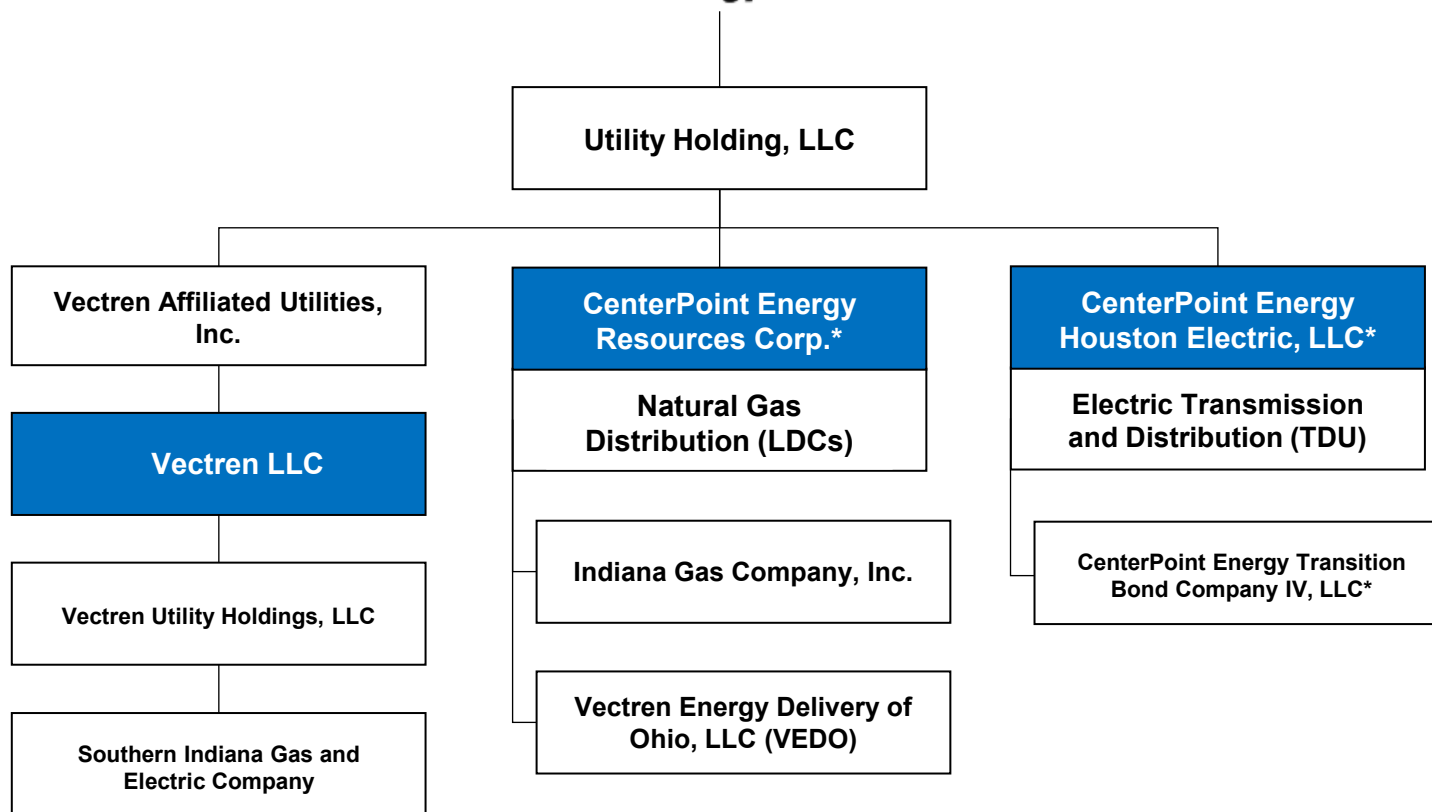 Utility Holding, LLC
Vectren Affiliated Utilities,
Inc.
Vectren LLC
Vectren Utility Holdings, LLC
Southern Indiana Gas and
Electric Company
CenterPoint Energy
Resources Corp.*
Natural Gas
Distribution (LDCs)
Indiana Gas Company, Inc.
Vectren Energy Delivery of
Ohio, LLC (VEDO)
CenterPoint Energy
Houston Electric, LLC*
Electric Transmission
and Distribution (TDU)
CenterPoint Energy Transition
Bond Company IV, LLC*